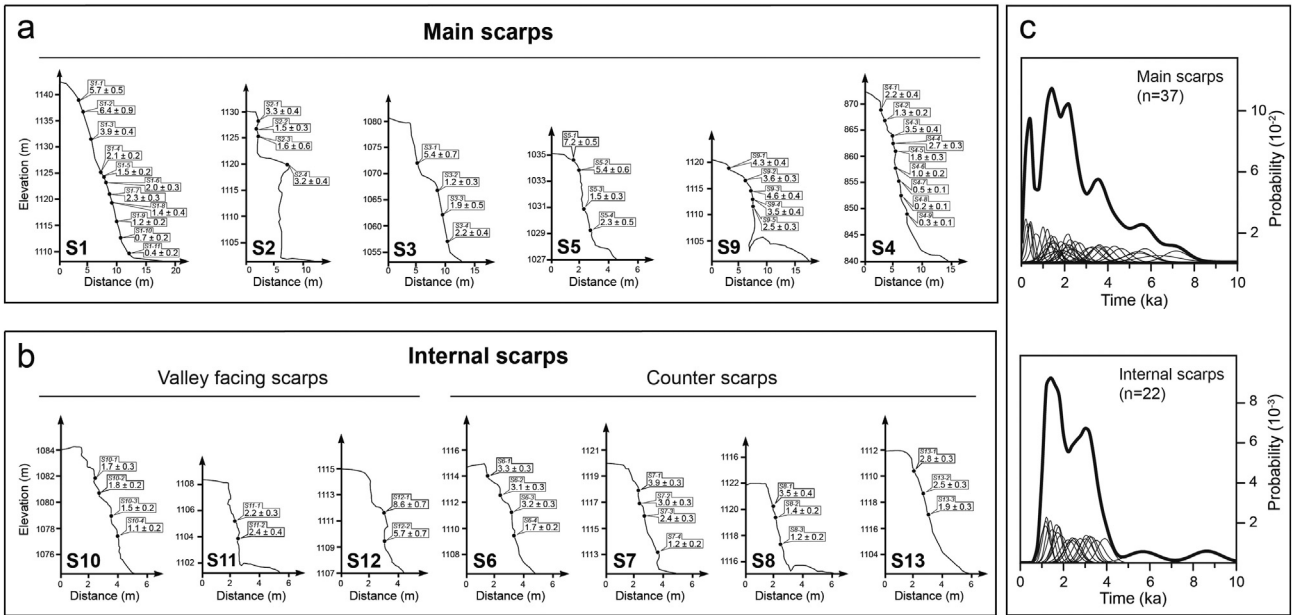 a
Main scarps
Elevation (m)
1140
1130
1120
1110
S1-1
5.7 ± 0.5
S1-2
6.4 ± 0.9
S1-3
3.9 ± 0.4
S1-4
2.1 ± 0.2
S1-5
1.5 ± 0.2
S1-6
2.0 ± 0.3
S1-7
2.3 ± 0.3
S1-8
1.4 ± 0.4
S1-9
1.2 ± 0.2
S1-10
0.7 ± 0.2
S1-11
0.4 ± 0.2
S1
0 5 10 15 20
Distance (m)
1130
1125
1120
1115
1110
1105
S2-1
3.3 ± 0.4
S2-2
1.5 ± 0.3
S2-3
1.6 ± 0.6
S2-4
3.2 ± 0.4
S2
0 5 10
Distance (m)
1080
1075
1070
1065
1060
1055
S3-1
5.4 ± 0.7
S3-2
1.2 ± 0.3
S3-3
1.9 ± 0.5
S3-4
2.2 ± 0.4
S3
0 5 10 15
Distance (m)
1035
1033
1031
1029
1027
S5-1
7.2 ± 0.5
S5-2
5.4 ± 0.6
S5-3
1.5 ± 0.3
S5-4
2.3 ± 0.5
S5
0 5 10
Distance (m)
1120
1115
1110
1105
1101
S9-1
4.3 ± 0.4
S9-2
3.6 ± 0.3
S9-3
4.6 ± 0.4
S9-4
3.5 ± 0.4
S9-5
2.5 ± 0.3
S9
0 5 10 15
Distance (m)
870
864
858
852
846
840
S4-1
2.2 ± 0.4
S4-2
1.3 ± 0.2
S4-3
3.5 ± 0.4
S4-4
2.7 ± 0.3
S4-5
1.8 ± 0.3
S4-6
1.0 ± 0.2
S4-7
0.5 ± 0.1
S4-8
0.2 ± 0.1
S4-9
0.3 ± 0.1
S4
0 5 10 15
Distance (m)
b
Internal scarps
Valley facing scarps
Counter scarps
Elevation (m)
1084
1082
1080
1078
1076
S10-1
1.7 ± 0.3
S10-2
1.8 ± 0.2
S10-3
1.5 ± 0.2
S10-4
1.1 ± 0.2
S10
0 2 4 6
Distance (m)
1108
1106
1104
1102
S11-1
2.2 ± 0.3
S11-2
2.4 ± 0.4
S11
0 2 4 6
Distance (m)
1115
1113
1111
1109
1107
S12-1
8.6 ± 0.7
S12-2
5.7 ± 0.7
S12
0 2 4 6
Distance (m)
1116
1114
1112
1110
1108
S6-1
3.3 ± 0.3
S6-2
3.1 ± 0.3
S6-3
3.2 ± 0.3
S6-4
1.7 ± 0.2
S6
0 2 4 6
Distance (m)
1121
1119
1117
1115
1113
S7-1
3.9 ± 0.3
S7-2
3.0 ± 0.3
S7-3
2.4 ± 0.3
S7-4
1.2 ± 0.2
S7
0 2 4 6
Distance (m)
1122
1120
1118
1116
S8-1
3.5 ± 0.4
S8-2
1.4 ± 0.2
S8-3
1.2 ± 0.2
S8
0 2 4 6
Distance (m)
1112
1110
1108
1106
1104
S13-1
2.8 ± 0.3
S13-2
2.5 ± 0.3
S13-3
1.9 ± 0.3
S13
0 2 4 6
Distance (m)
c
Main scarps
(n=37)
10
6
2
Probability (10⁻²)
0 2 4 6 8 10
Time (ka)
Internal scarps
(n=22)
8
6
4
2
Probability (10⁻³)
0 2 4 6 8 10
Time (ka)